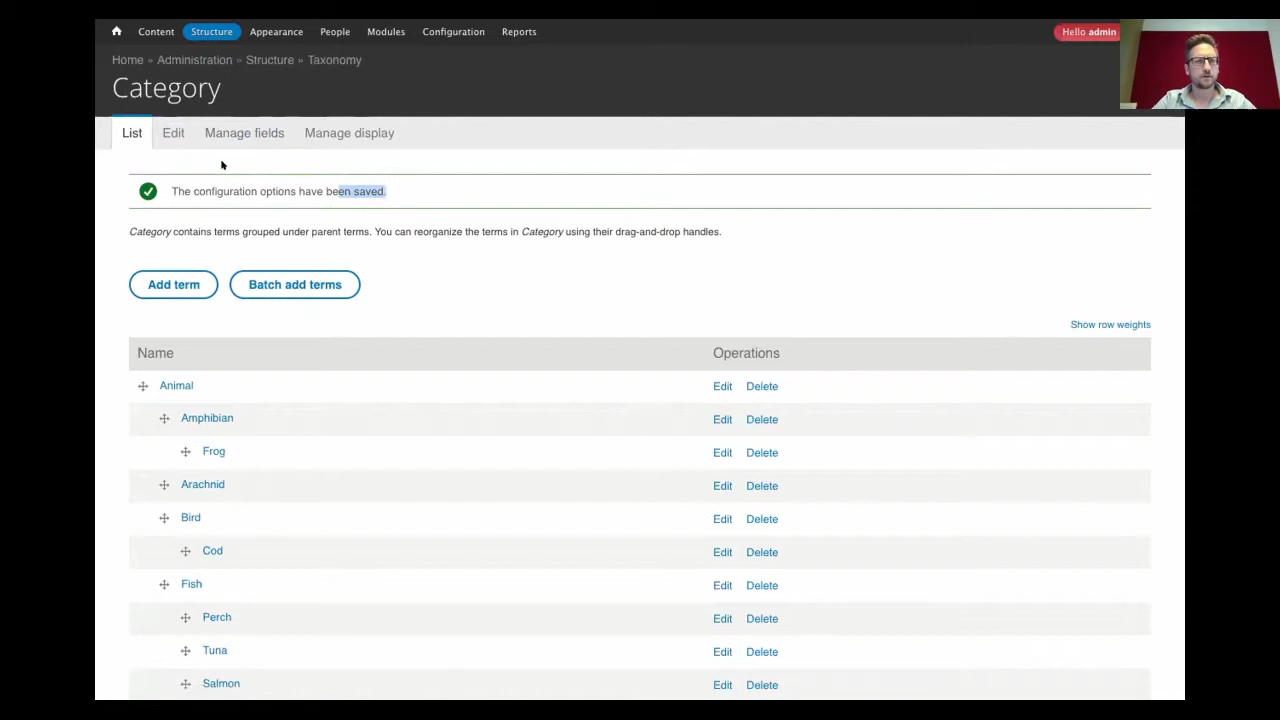 Content Structure Appearance People Modules Configuration Reports Hello admin
Home » Administration » Structure » Taxonomy
Category
List Edit Manage fields Manage display
The configuration options have been saved.
Category contains terms grouped under parent terms. You can reorganize the terms in Category using their drag-and-drop handles.
Add term Batch add terms
Show row weights
Name Operations
Animal Edit Delete
Amphibian Edit Delete
Frog Edit Delete
Arachnid Edit Delete
Bird Edit Delete
Cod Edit Delete
Fish Edit Delete
Perch Edit Delete
Tuna Edit Delete
Salmon Edit Delete